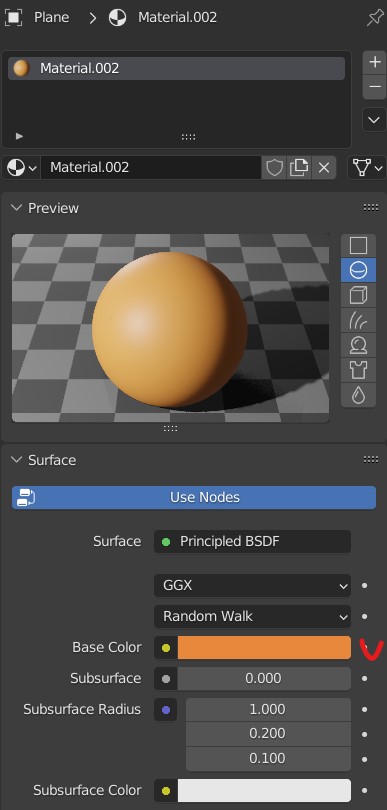 Plane > Material.002
Material.002
Material.002
Preview
Surface
Use Nodes
Surface Principled BSDF
GGX
Random Walk
Base Color
Subsurface 0.000
Subsurface Radius 1.000
0.200
0.100
Subsurface Color